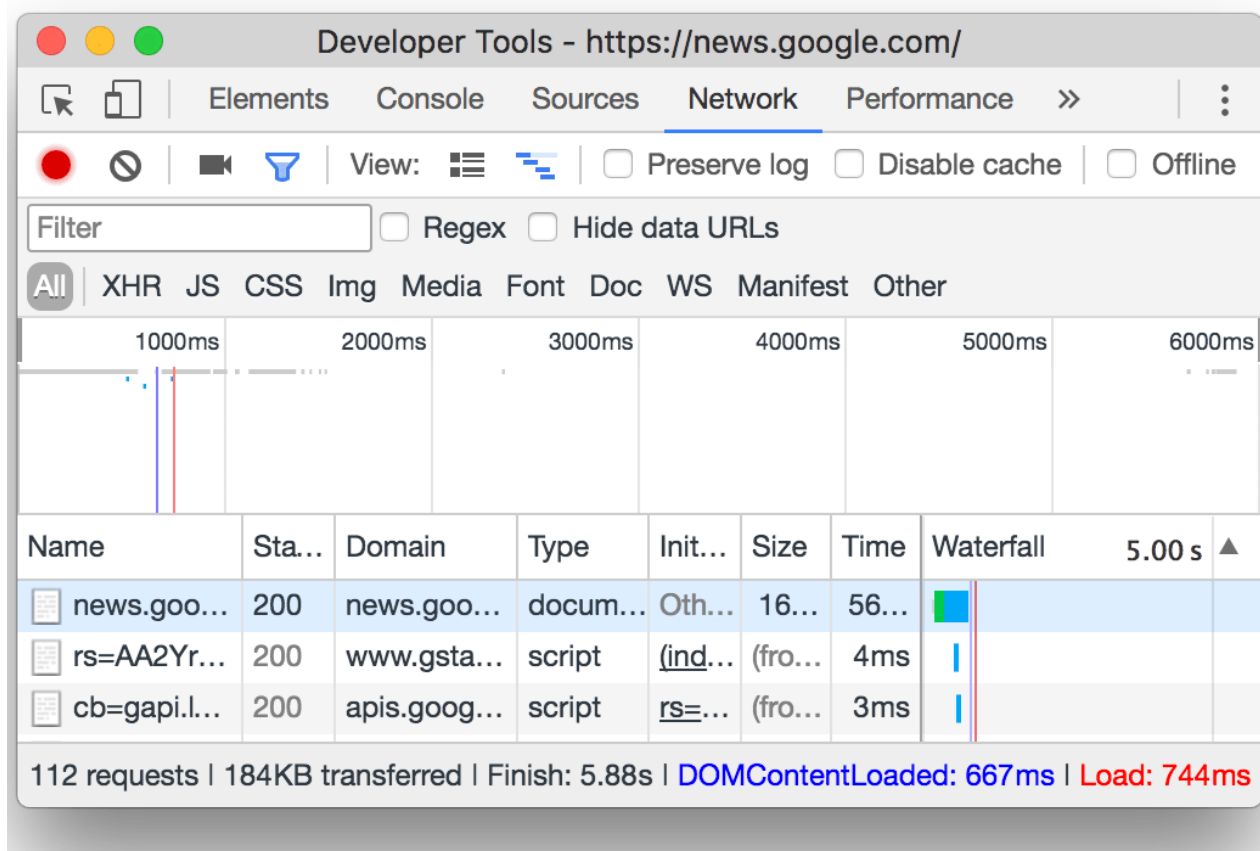 Developer Tools - https://news.google.com/
Elements Console Sources Network Performance »
View: Preserve log Disable cache Offline
Filter Regex Hide data URLs
All XHR JS CSS Img Media Font Doc WS Manifest Other
1000ms 2000ms 3000ms 4000ms 5000ms 6000ms
Name Sta... Domain Type Init... Size Time Waterfall 5.00 s ▲
news.goo... 200 news.goo... docum... Oth... 16... 56...
rs=AA2Yr... 200 www.gsta... script (ind... (fro... 4ms
cb=gapi.l... 200 apis.goog... script rs=... (fro... 3ms
112 requests | 184KB transferred | Finish: 5.88s | DOMContentLoaded: 667ms | Load: 744ms